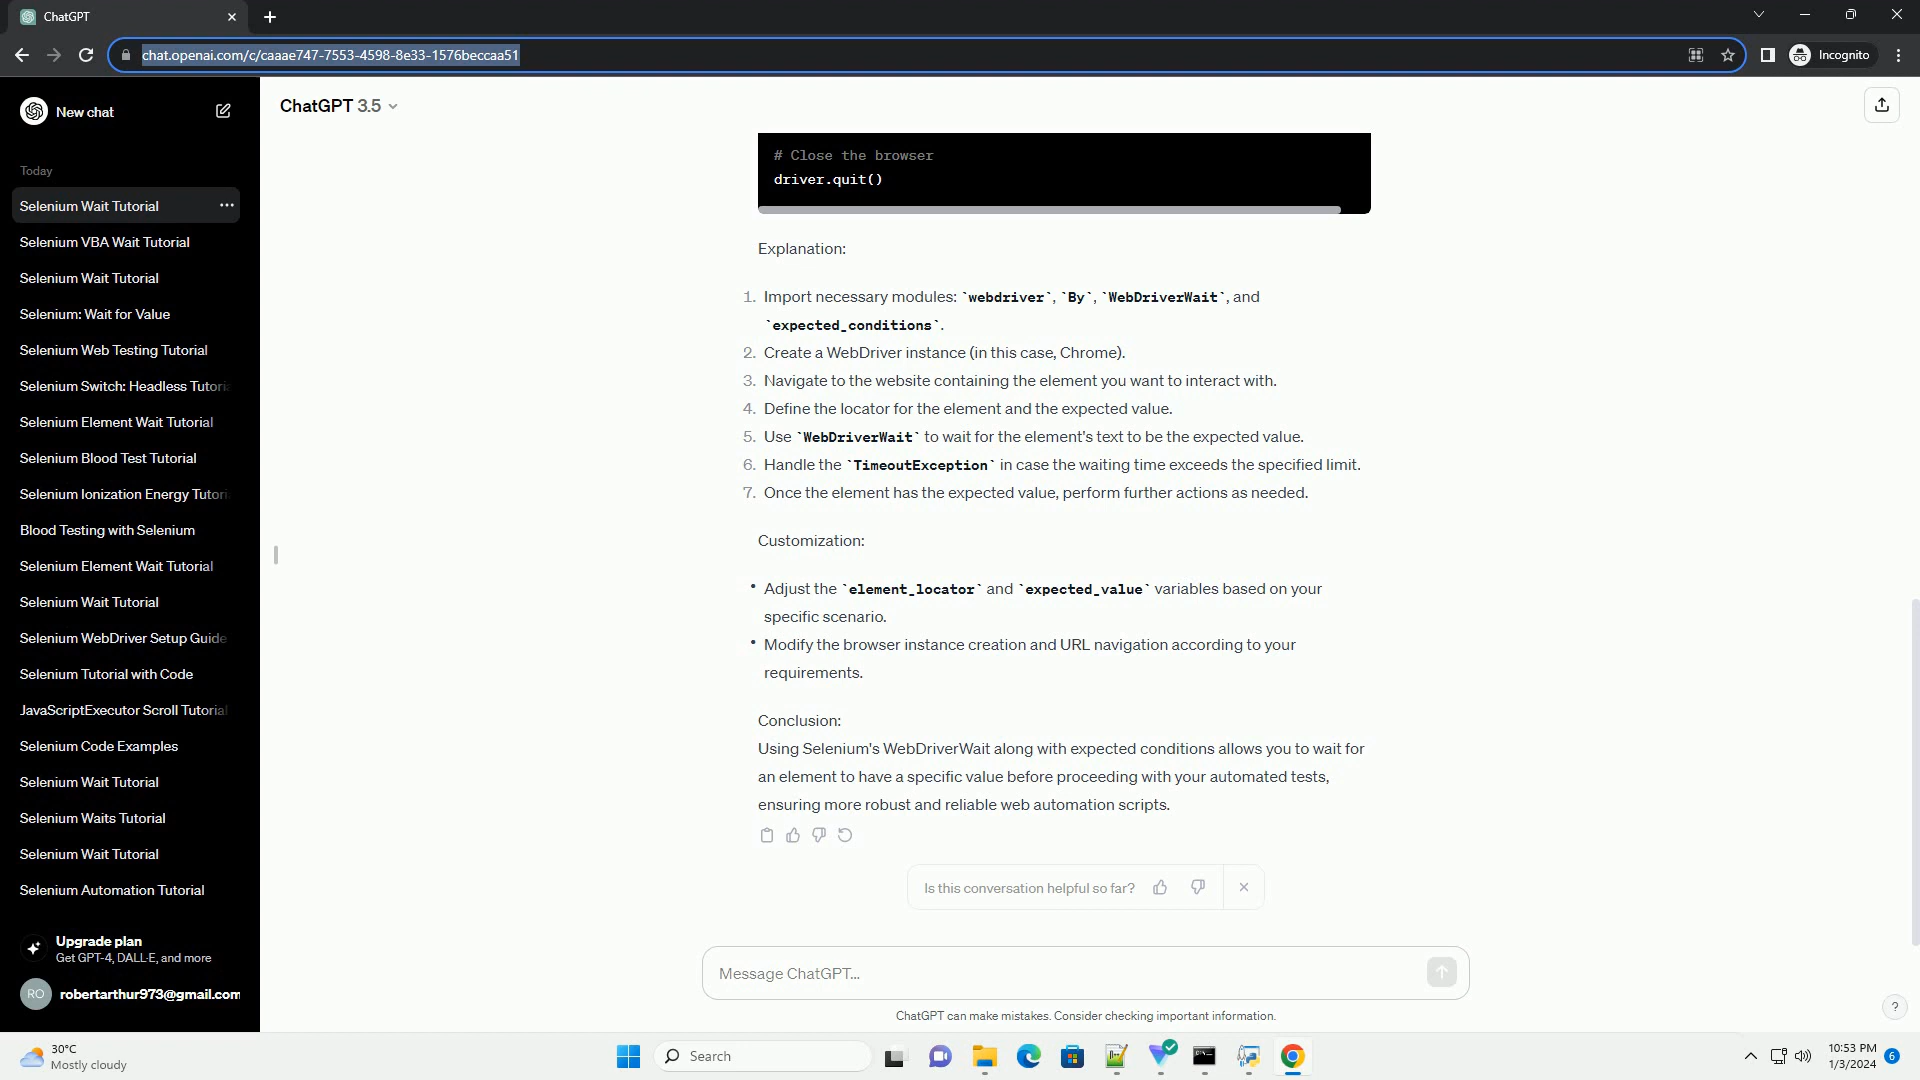 ChatGPT
chat.openai.com/c/caaae747-7553-4598-8e33-1576beccaa51
Incognito
New chat
Today
Selenium Wait Tutorial
Selenium VBA Wait Tutorial
Selenium Wait Tutorial
Selenium: Wait for Value
Selenium Web Testing Tutorial
Selenium Switch: Headless Tutoria
Selenium Element Wait Tutorial
Selenium Blood Test Tutorial
Selenium Ionization Energy Tutori
Blood Testing with Selenium
Selenium Element Wait Tutorial
Selenium Wait Tutorial
Selenium WebDriver Setup Guide
Selenium Tutorial with Code
JavaScriptExecutor Scroll Tutorial
Selenium Code Examples
Selenium Wait Tutorial
Selenium Waits Tutorial
Selenium Wait Tutorial
Selenium Automation Tutorial
Upgrade plan
Get GPT-4, DALL·E, and more
RO
robertarthur973@gmail.com
ChatGPT 3.5
# Close the browser
driver.quit()
Explanation:
1. Import necessary modules: `webdriver`, `By`, `WebDriverWait`, and
`expected_conditions`.
2. Create a WebDriver instance (in this case, Chrome).
3. Navigate to the website containing the element you want to interact with.
4. Define the locator for the element and the expected value.
5. Use `WebDriverWait` to wait for the element's text to be the expected value.
6. Handle the `TimeoutException` in case the waiting time exceeds the specified limit.
7. Once the element has the expected value, perform further actions as needed.
Customization:
• Adjust the `element_locator` and `expected_value` variables based on your
specific scenario.
• Modify the browser instance creation and URL navigation according to your
requirements.
Conclusion:
Using Selenium's WebDriverWait along with expected conditions allows you to wait for
an element to have a specific value before proceeding with your automated tests,
ensuring more robust and reliable web automation scripts.
Is this conversation helpful so far?
Message ChatGPT...
ChatGPT can make mistakes. Consider checking important information.
?
30°C
Mostly cloudy
Search
10:53 PM
1/3/2024
6